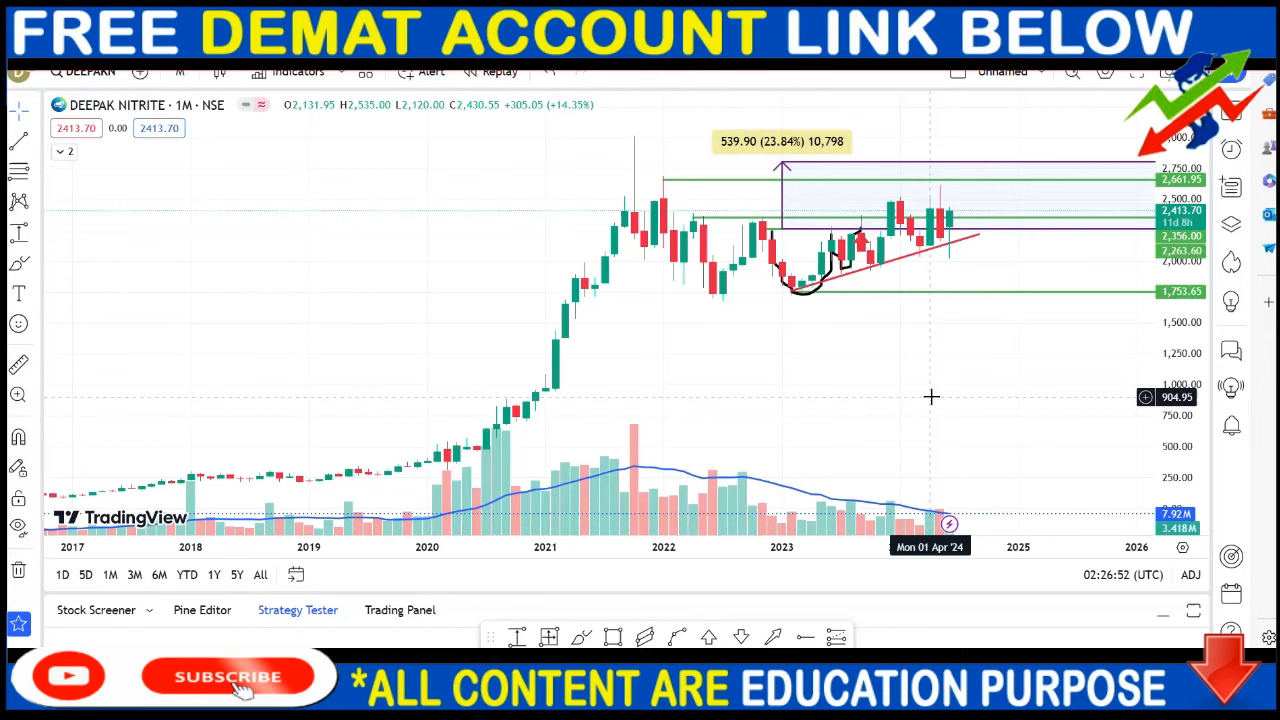 FREE DEMAT ACCOUNT LINK BELOW
DEEPAKN
M
Indicators
Alert
Replay
Unnamed
DEEPAK NITRITE · 1M · NSE
O2,131.95 H2,535.00 L2,120.00 C2,430.55 +305.05 (+14.35%)
2413.70 0.00 2413.70
2
539.90 (23.84%) 10,798
2,750.00
2,661.95
2,500.00
2,413.70
11d 8h
2,356.00
2,263.60
2,000.00
1,753.65
1,500.00
1,250.00
1,000.00
904.95
750.00
500.00
250.00
7.92M
3.418M
TradingView
2017 2018 2019 2020 2021 2022 2023 Mon 01 Apr '24 2025 2026
1D 5D 1M 3M 6M YTD 1Y 5Y All
02:26:52 (UTC) ADJ
Stock Screener Pine Editor Strategy Tester Trading Panel
SUBSCRIBE
*ALL CONTENT ARE EDUCATION PURPOSE